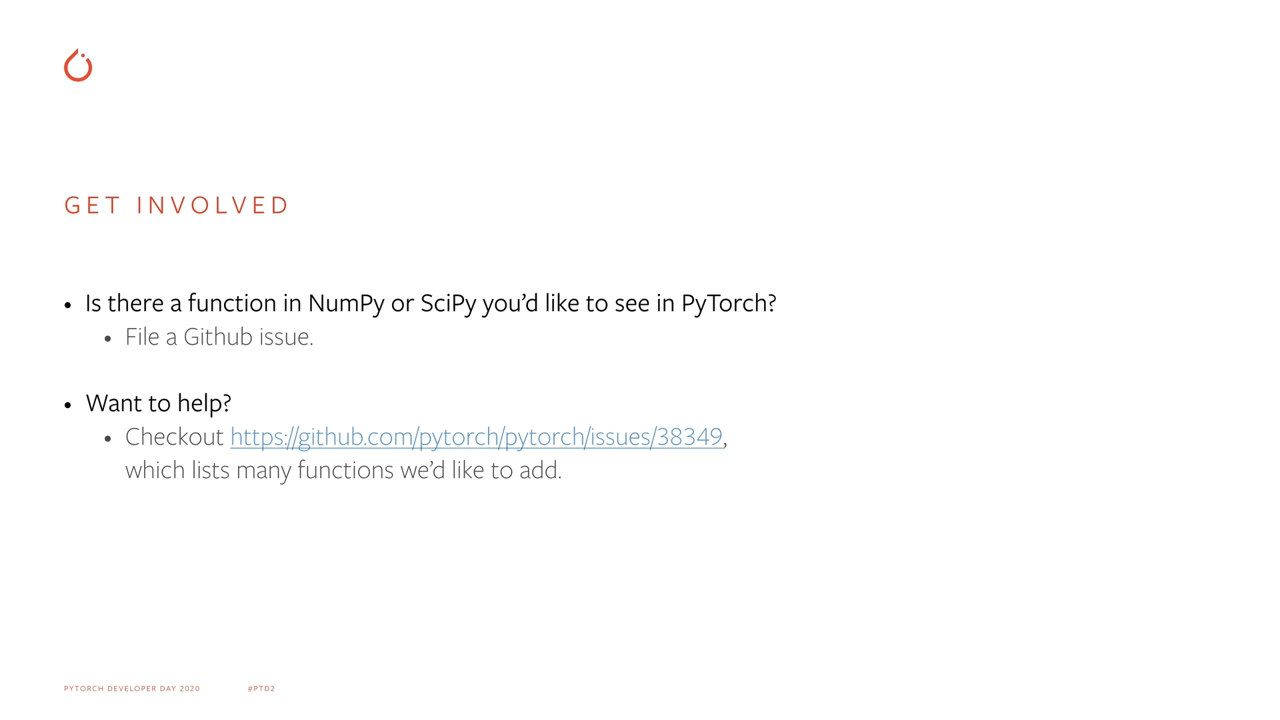 GET INVOLVED
• Is there a function in NumPy or SciPy you’d like to see in PyTorch?
• File a Github issue.
• Want to help?
• Checkout https://github.com/pytorch/pytorch/issues/38349,
which lists many functions we’d like to add.
PYTORCH DEVELOPER DAY 2020 #PTD2